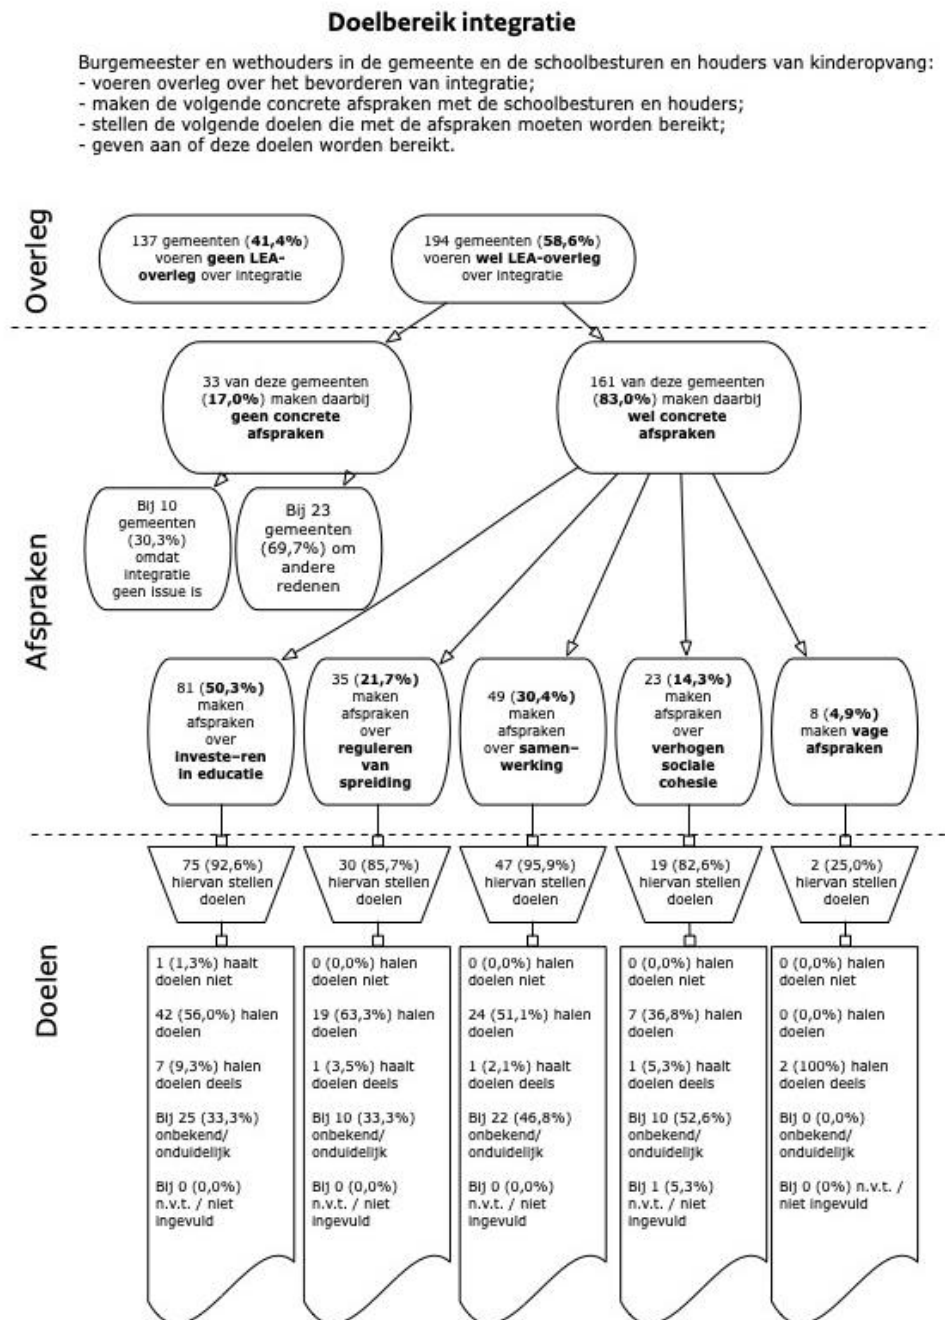 Doelbereik integratie
Burgemeester en wethouders in de gemeente en de schoolbesturen en houders van kinderopvang:
- voeren overleg over het bevorderen van integratie;
- maken de volgende concrete afspraken met de schoolbesturen en houders;
- stellen de volgende doelen die met de afspraken moeten worden bereikt;
- geven aan of deze doelen worden bereikt.
Overleg
137 gemeenten (41,4%)
voeren geen LEA-
overleg over integratie
194 gemeenten (58,6%)
voeren wel LEA-overleg
over integratie
Afspraken
33 van deze gemeenten
(17,0%) maken daarbij
geen concrete
afspraken
161 van deze gemeenten
(83,0%) maken daarbij
wel concrete
afspraken
Bij 10
gemeenten
(30,3%)
omdat
integratie
geen issue is
Bij 23
gemeenten
(69,7%) om
andere
redenen
81 (50,3%)
maken
afspraken
over
investe-ren
in educatie
35 (21,7%)
maken
afspraken
over
reguleren
van
spreiding
49 (30,4%)
maken
afspraken
over samen-
werking
23 (14,3%)
maken
afspraken
over
verhogen
sociale
cohesie
8 (4,9%)
maken vage
afspraken
Doelen
75 (92,6%)
hiervan stellen
doelen
30 (85,7%)
hiervan stellen
doelen
47 (95,9%)
hiervan stellen
doelen
19 (82,6%)
hiervan stellen
doelen
2 (25,0%)
hiervan stellen
doelen
1 (1,3%) haalt
doelen niet
42 (56,0%) halen
doelen
7 (9,3%) halen
doelen deels
Bij 25 (33,3%)
onbekend/
onduidelijk
Bij 0 (0,0%)
n.v.t. / niet
ingevuld
0 (0,0%) halen
doelen niet
19 (63,3%) halen
doelen
1 (3,5%) haalt
doelen deels
Bij 10 (33,3%)
onbekend/
onduidelijk
Bij 0 (0,0%)
n.v.t. / niet
ingevuld
0 (0,0%) halen
doelen niet
24 (51,1%) halen
doelen
1 (2,1%) haalt
doelen deels
Bij 22 (46,8%)
onbekend/
onduidelijk
Bij 0 (0,0%)
n.v.t. / niet
ingevuld
0 (0,0%) halen
doelen niet
7 (36,8%) halen
doelen
1 (5,3%) haalt
doelen deels
Bij 10 (52,6%)
onbekend/
onduidelijk
Bij 1 (5,3%)
n.v.t. / niet
ingevuld
0 (0,0%) halen
doelen niet
0 (0,0%) halen
doelen
2 (100%) halen
doelen deels
Bij 0 (0,0%)
onbekend/
onduidelijk
Bij 0 (0%) n.v.t. /
niet ingevuld